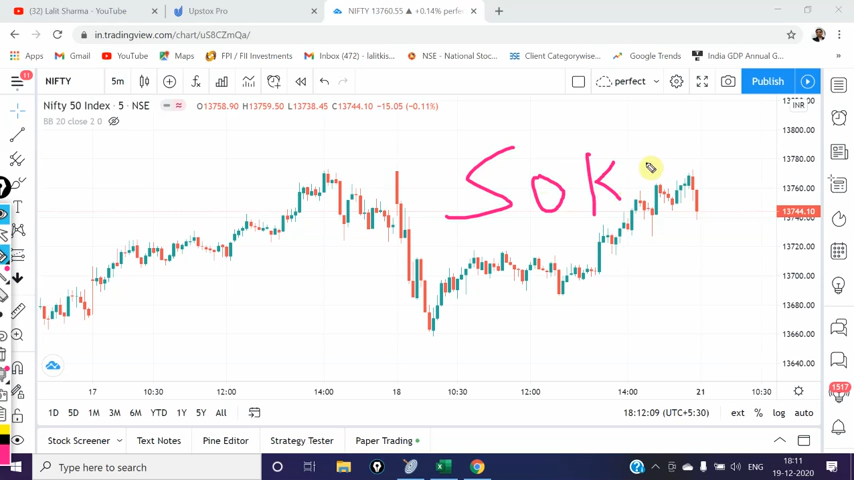 (32) Lalit Sharma - YouTube
Upstox Pro
NIFTY 13760.55 ▲ +0.14% perfec
in.tradingview.com/chart/uS8CZmQa/
Apps
Gmail
YouTube
Maps
FPI / FII Investments
Inbox (472) - lalitkis...
NSE - National Stoc...
Client Categorywise...
Google Trends
India GDP Annual G...
11
NIFTY
5m
perfect
Publish
Nifty 50 Index · 5 · NSE
O13758.90 H13759.50 L13738.45 C13744.10 -15.05 (-0.11%)
BB 20 close 2 0
INR
13800.00
13780.00
13760.00
13744.10
13740.00
13720.00
13700.00
13680.00
13660.00
13640.00
SOK
17
10:30
12:00
14:00
18
10:30
12:00
14:00
21
10:30
1D 5D 1M 3M 6M YTD 1Y 5Y All
18:12:09 (UTC+5:30)
ext % log auto
1517
Stock Screener
Text Notes
Pine Editor
Strategy Tester
Paper Trading
Type here to search
ENG
18:11
19-12-2020